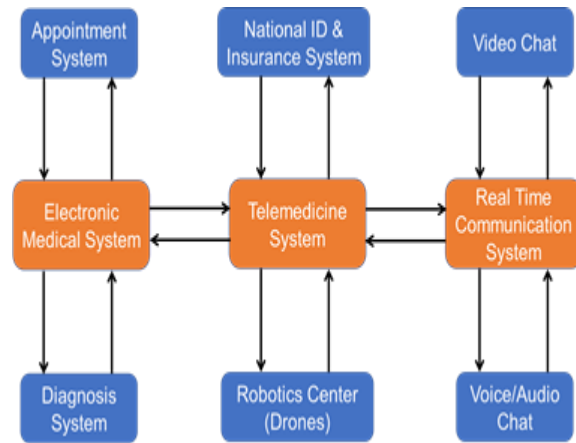 Appointment
System
National ID &
Insurance System
Video Chat
Electronic
Medical System
Telemedicine
System
Real Time
Communication
System
Diagnosis
System
Robotics Center
(Drones)
Voice/Audio
Chat